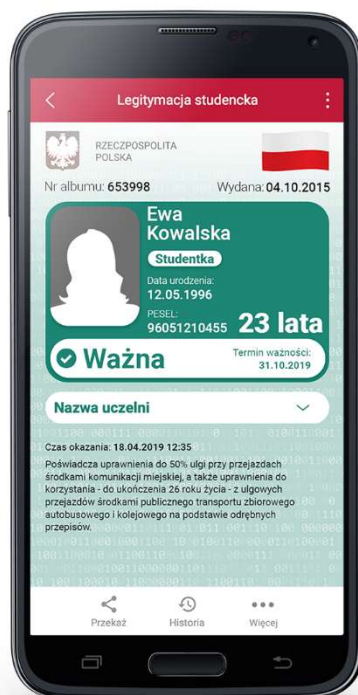 Legitymacja studencka
RZECZPOSPOLITA
POLSKA
Nr albumu: 653998
Wydana: 04.10.2015
Ewa
Kowalska
Studentka
Data urodzenia:
12.05.1996
PESEL:
96051210455
23 lata
Ważna
Termin ważności:
31.10.2019
Nazwa uczelni
Czas okazania: 18.04.2019 12:35
Poświadcza uprawnienia do 50% ulgi przy przejazdach
środkami komunikacji miejskiej, a także uprawnienia do
korzystania - do ukończenia 26 roku życia - z ulgowych
przejazdów środkami publicznego transportu zbiorowego
autobusowego i kolejowego na podstawie odrębnych
przepisów.
Przekaż
Historia
Więcej